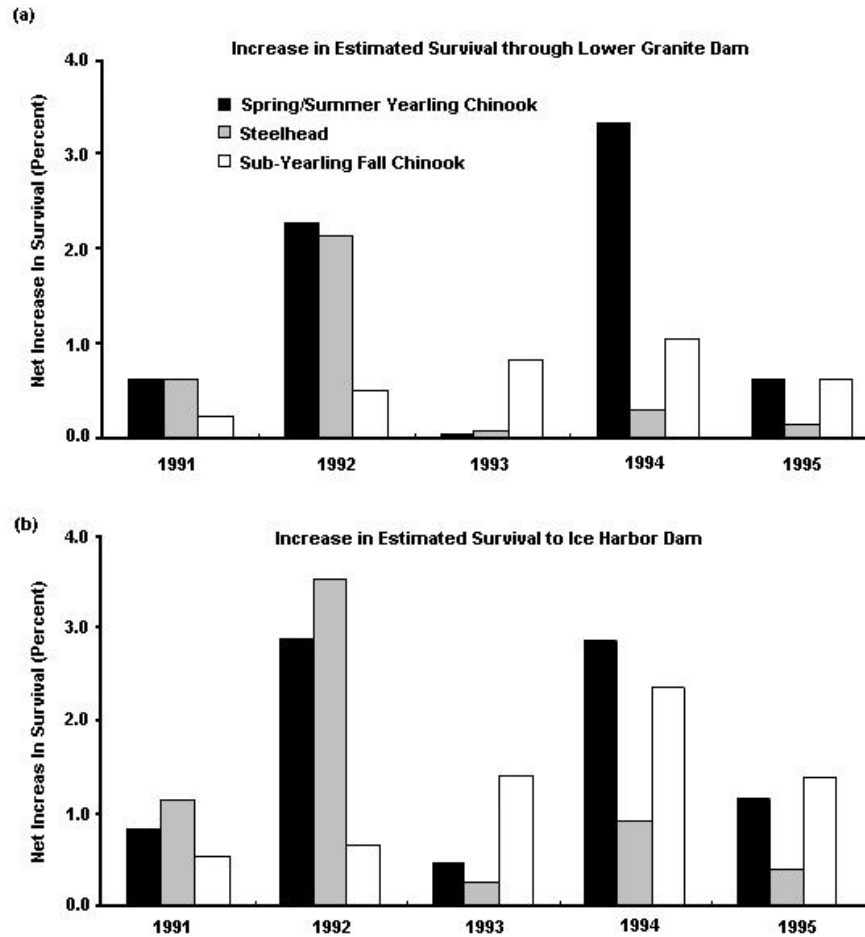 (a)
Increase in Estimated Survival through Lower Granite Dam
4.0
Spring/Summer Yearling Chinook
Steelhead
3.0
Sub-Yearling Fall Chinook
Net Increase In Survival (Percent)
2.0
1.0
0.0
1991 1992 1993 1994 1995
(b)
Increase in Estimated Survival to Ice Harbor Dam
4.0
3.0
Net Increas In Survival (Percent)
2.0
1.0
0.0
1991 1992 1993 1994 1995